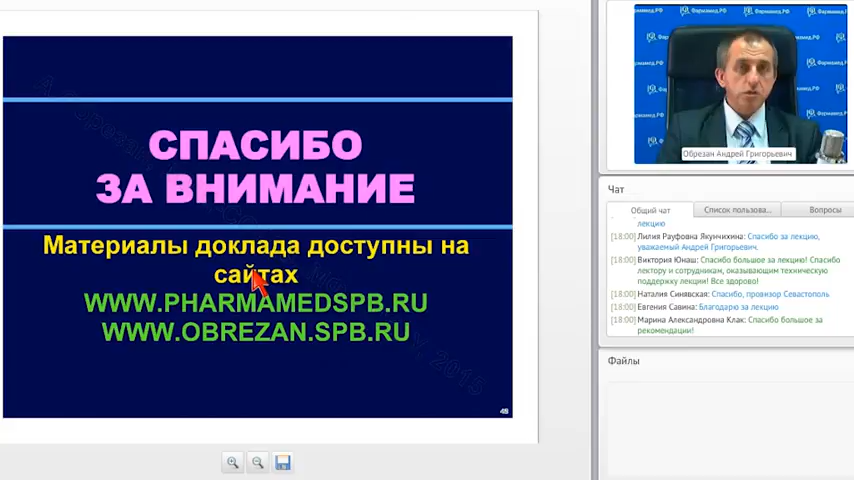 СПАСИБО
ЗА ВНИМАНИЕ
Материалы доклада доступны на
сайтах
WWW.PHARMAMEDSPB.RU
WWW.OBREZAN.SPB.RU
48
Фармамед.РФ
Обрезан Андрей Григорьевич
Чат
Общий чат
Список пользова...
Вопросы
лекцию
[18:00] Лилия Рауфовна Якунчихина: Спасибо за лекцию,
уважаемый Андрей Григорьевич.
[18:00] Виктория Юнаш: Спасибо большое за лекцию! Спасибо
лектору и сотрудникам, оказывающим техническую
поддержку лекции! Все здорово!
[18:00] Наталия Синявская: Спасибо, провизор Севастополь
[18:00] Евгения Савина: Благодарю за лекцию
[18:00] Марина Александровна Клак: Спасибо большое за
рекомендации!
Файлы